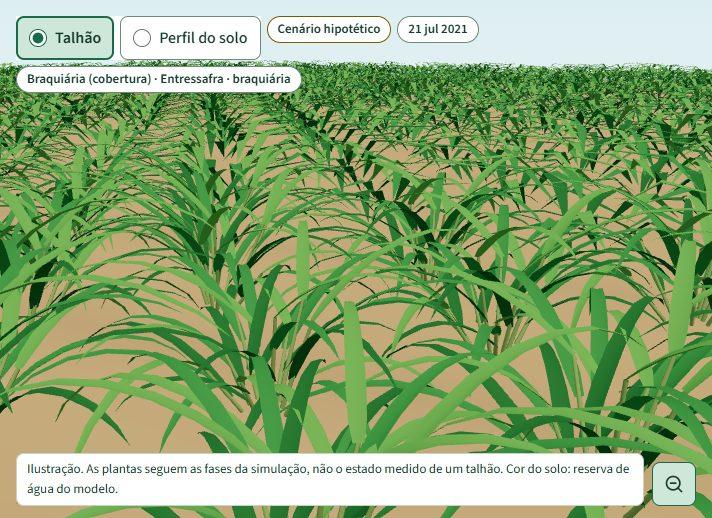 Talhão
Perfil do solo
Cenário hipotético
21 jul 2021
Braquiária (cobertura) · Entressafra · braquiária
Ilustração. As plantas seguem as fases da simulação, não o estado medido de um talhão. Cor do solo: reserva de
água do modelo.